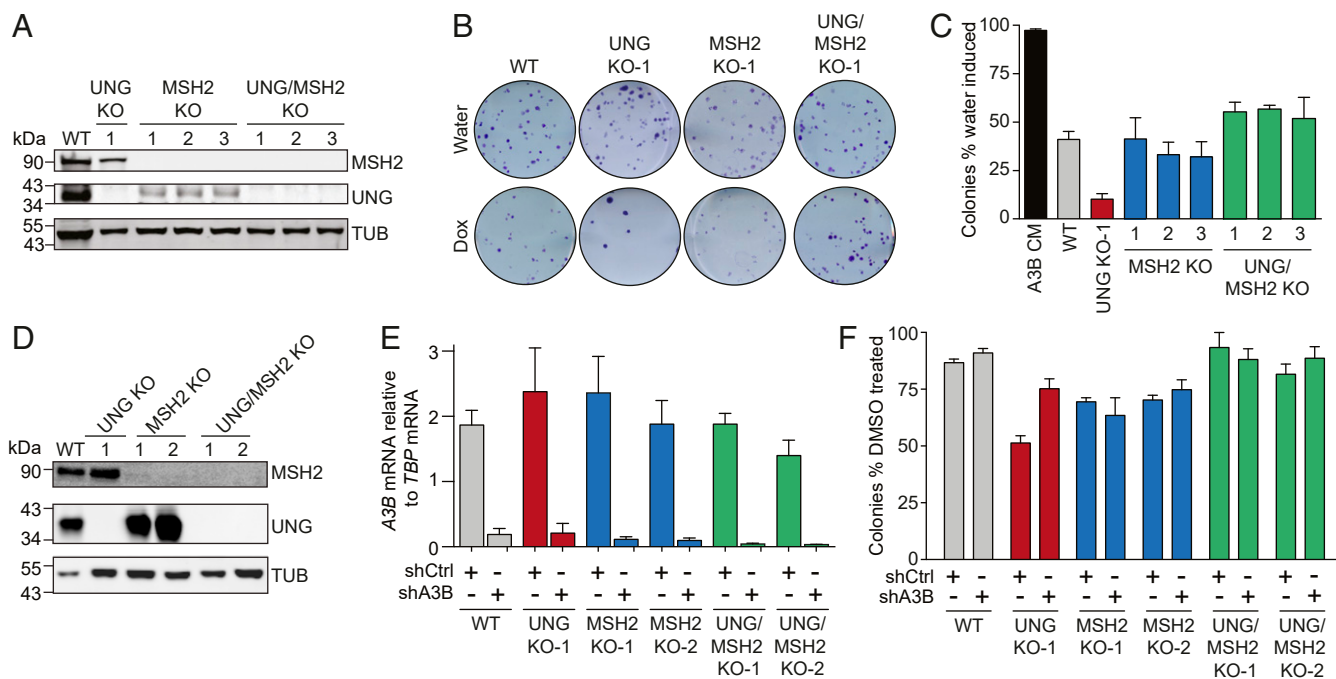 A
UNG KO
MSH2 KO
UNG/MSH2 KO
kDa
WT 1 1 2 3 1 2 3
90
MSH2
43
34
UNG
55
43
TUB
B
WT
UNG KO-1
MSH2 KO-1
UNG/ MSH2 KO-1
Water
Dox
C
Colonies % water induced
100
75
50
25
0
A3B CM
WT
UNG KO-1
1 2 3
MSH2 KO
1 2 3
UNG/ MSH2 KO
D
UNG KO
MSH2 KO
UNG/MSH2 KO
kDa
WT 1 1 2 1 2
90
MSH2
43
34
UNG
55
43
TUB
E
A3B mRNA relative
to TBP mRNA
3
2
1
0
shCtrl + - + - + - + - + - + -
shA3B - + - + - + - + - + - +
WT
UNG KO-1
MSH2 KO-1
MSH2 KO-2
UNG/ MSH2 KO-1
UNG/ MSH2 KO-2
F
Colonies % DMSO treated
100
75
50
75
0
shCtrl + - + - + - + - + - + -
shA3B - + - + - + - + - + - +
WT
UNG KO-1
MSH2 KO-1
MSH2 KO-2
UNG/ MSH2 KO-1
UNG/ MSH2 KO-2